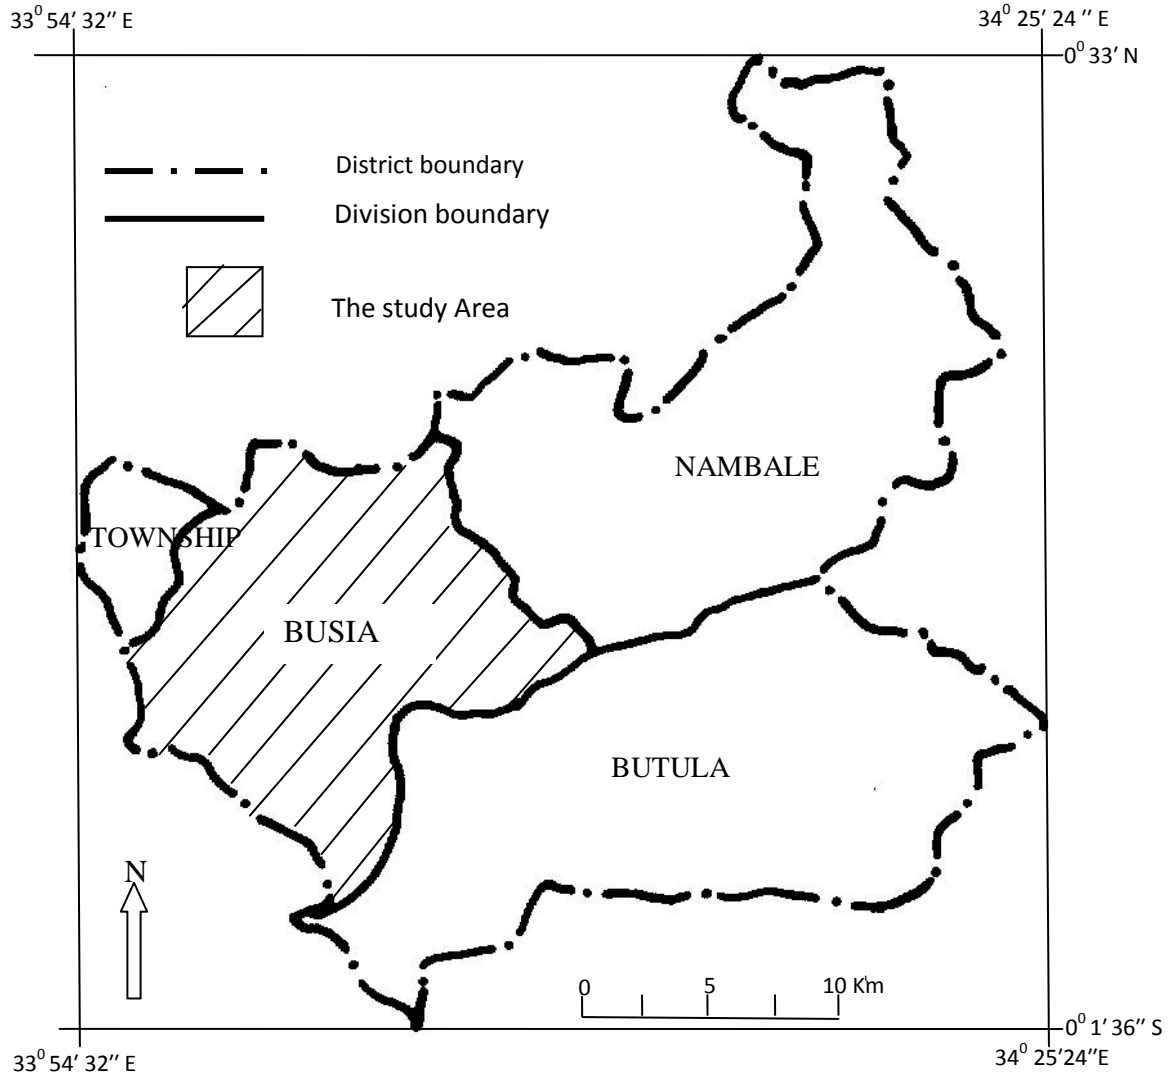 33⁰ 54′ 32″ E
34⁰ 25′ 24 ″ E
0⁰ 33′ N
District boundary
Division boundary
The study Area
NAMBALE
TOWNSHIP
BUSIA
BUTULA
N
0 5 10 Km
0⁰ 1′ 36″ S
33⁰ 54′ 32″ E
34⁰ 25′ 24″E